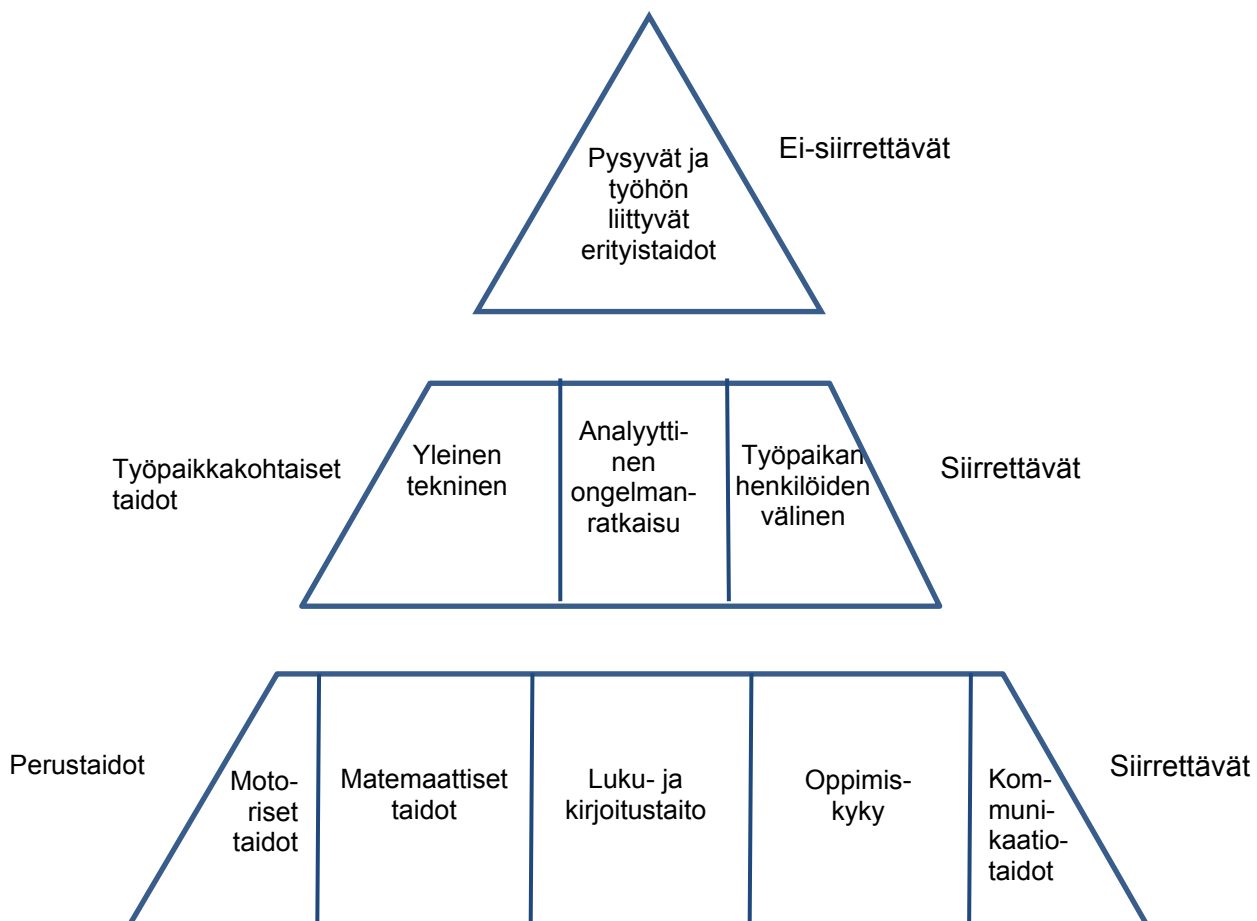 Pysyvät ja
työhön
liittyvät
erityistaidot
Ei-siirrettävät
Työpaikkakohtaiset
taidot
Yleinen
tekninen
Analyytti-
nen
ongelman-
ratkaisu
Työpaikan
henkilöiden
välinen
Siirrettävät
Perustaidot
Moto-
riset
taidot
Matemaattiset
taidot
Luku- ja
kirjoitustaito
Oppimis-
kyky
Kom-
muni-
kaatio-
taidot
Siirrettävät